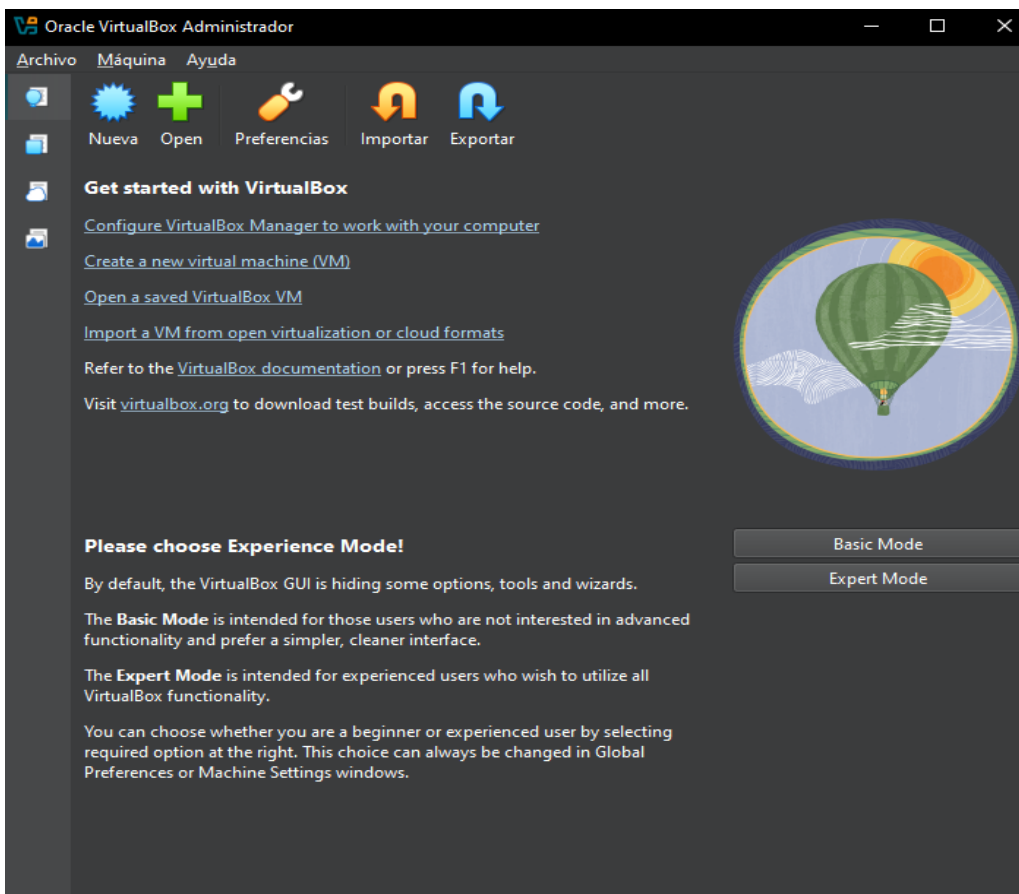 Oracle VirtualBox Administrador
Archivo Máquina Ayuda
Nueva Open Preferencias Importar Exportar
Get started with VirtualBox
Configure VirtualBox Manager to work with your computer
Create a new virtual machine (VM)
Open a saved VirtualBox VM
Import a VM from open virtualization or cloud formats
Refer to the VirtualBox documentation or press F1 for help.
Visit virtualbox.org to download test builds, access the source code, and more.
Please choose Experience Mode!
Basic Mode
Expert Mode
By default, the VirtualBox GUI is hiding some options, tools and wizards.
The Basic Mode is intended for those users who are not interested in advanced
functionality and prefer a simpler, cleaner interface.
The Expert Mode is intended for experienced users who wish to utilize all
VirtualBox functionality.
You can choose whether you are a beginner or experienced user by selecting
required option at the right. This choice can always be changed in Global
Preferences or Machine Settings windows.